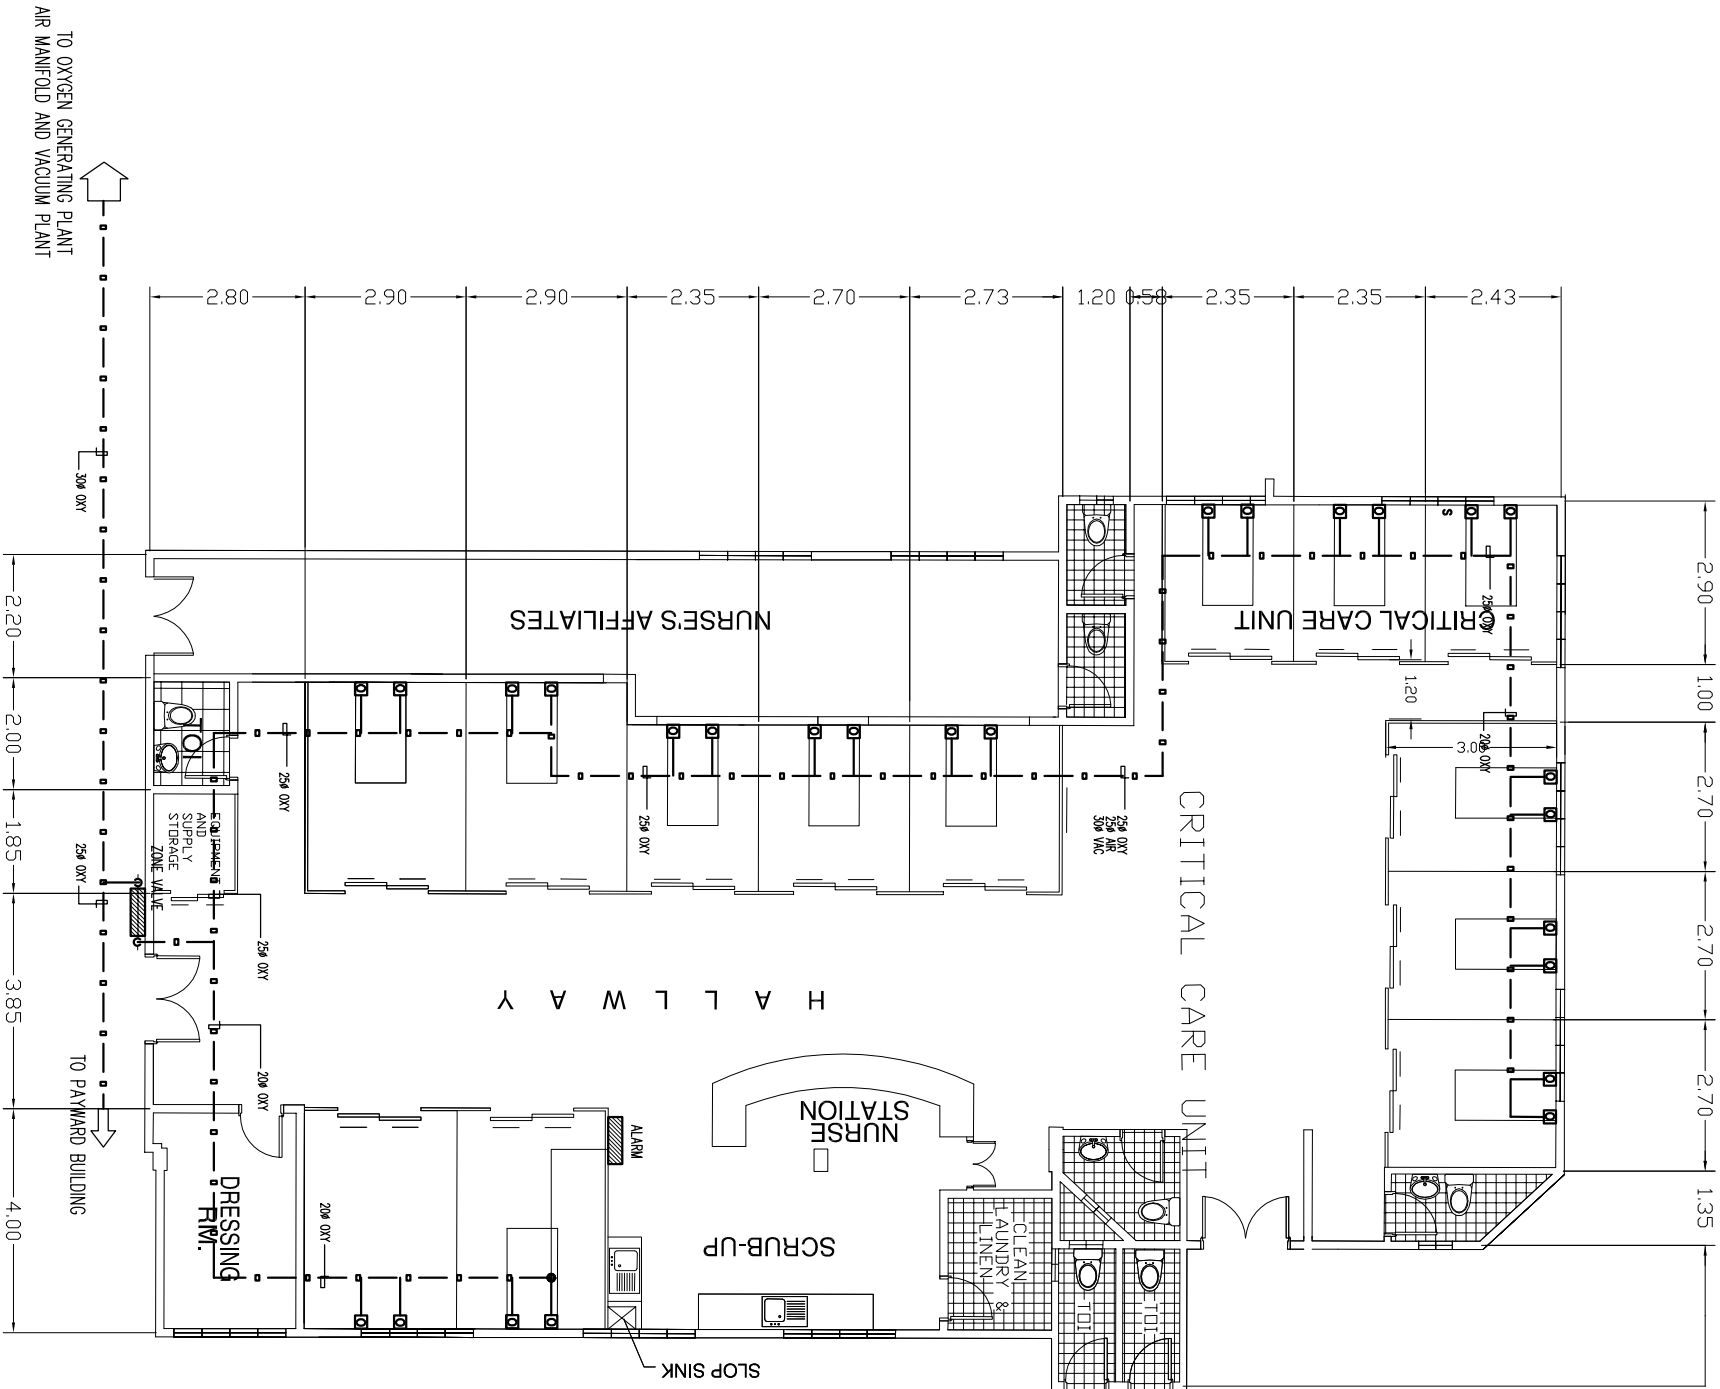 TO OXYGEN GENERATING PLANT
AIR MANIFOLD AND VACUUM PLANT
2.80
2.90
2.90
2.35
2.70
2.73
1.20
0.58
2.35
2.35
2.43
30ø OXY
S
2.90
2.20
NURSE'S AFFILIATES
CRITICAL CARE UNIT
25ø OXY
1.00
1.20
2.00
TOI
3.00
20ø OXY
25ø OXY
25ø OXY
25ø OXY
25ø AIR
30ø VAC
2.70
1.85
EQUIPMENT
AND
SUPPLY
STORAGE
ZONE VALVE
25ø OXY
CRITICAL CARE UNIT
25ø OXY
2.70
3.85
HALLWAY
20ø OXY
2.70
TO PAYWARD BUILDING
NURSE
STATION
ALARM
DRESSING
RM.
4.00
20ø OXY
SCRUB-UP
CLEAN
LAUNDRY &
LINEN
1.35
TOI
TOI
SLOP SINK